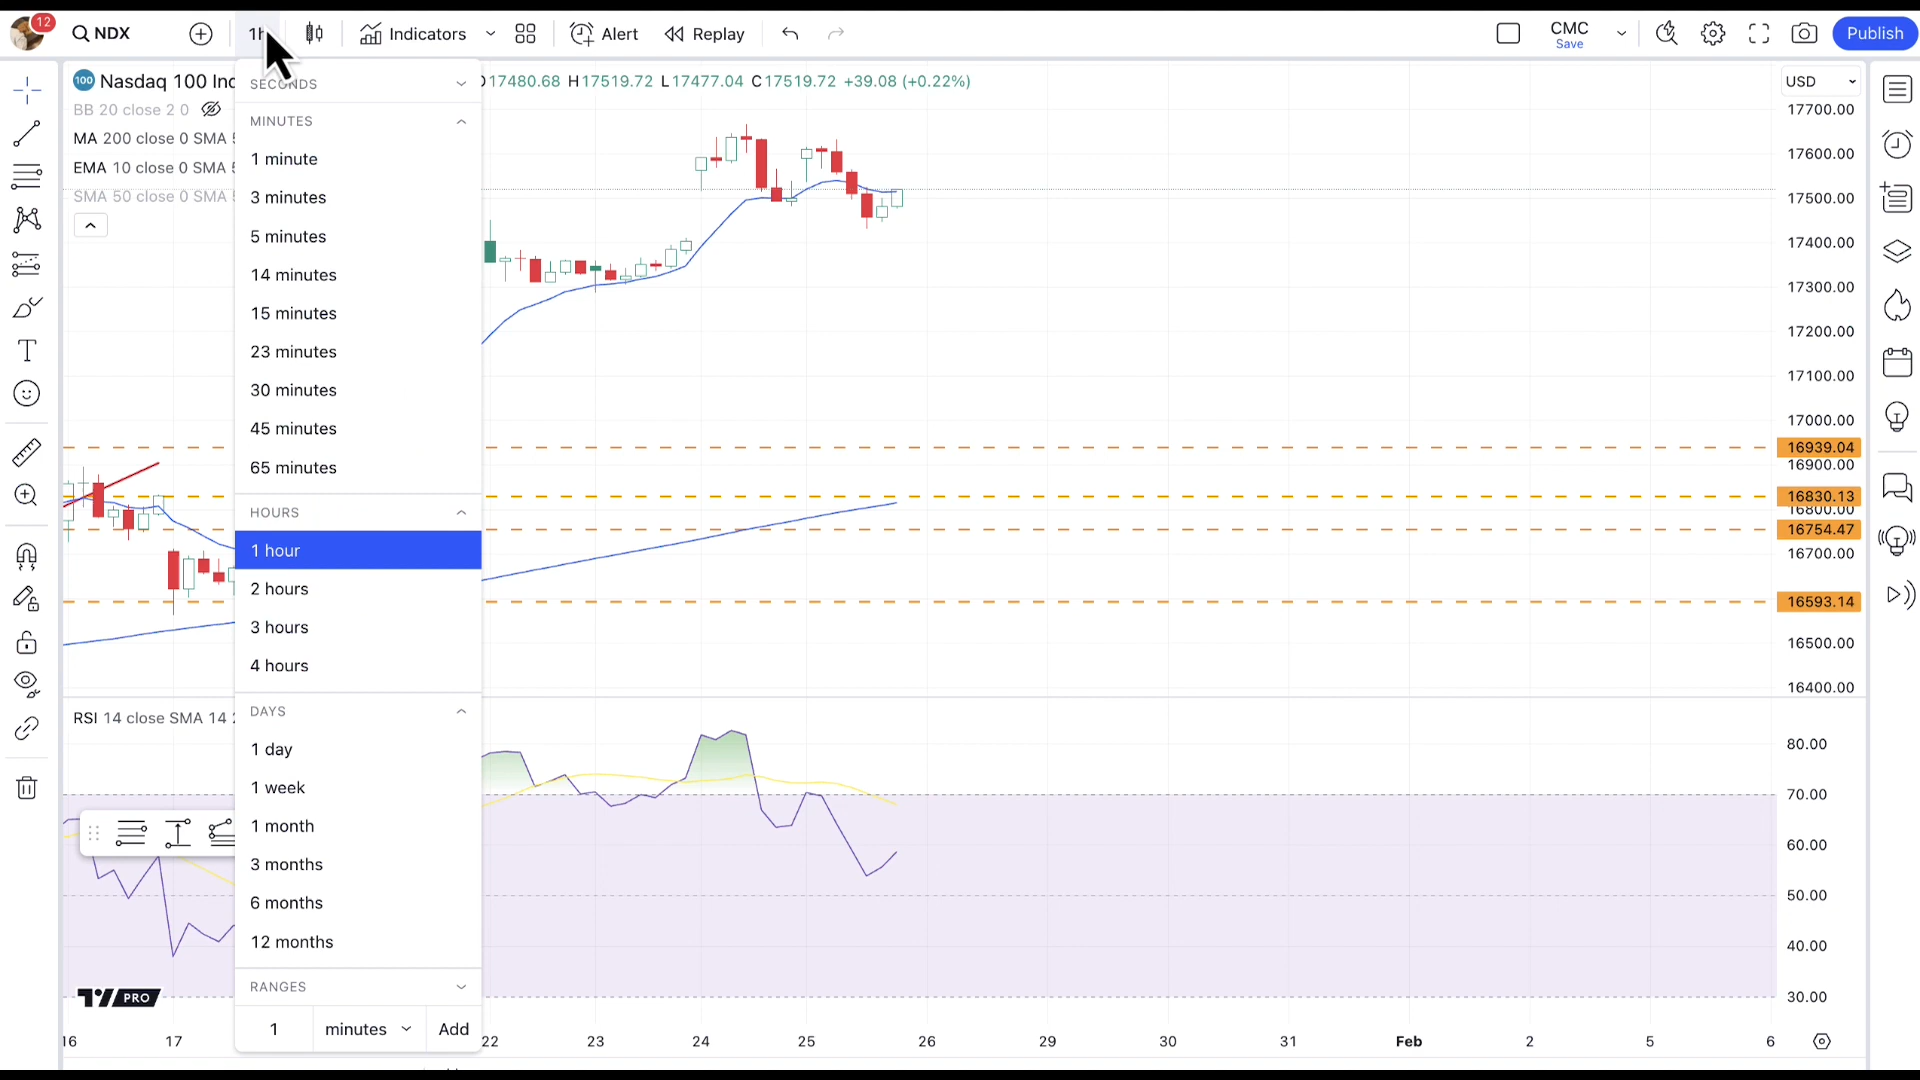 12
NDX
1h
Indicators
Alert
Replay
CMC
Save
Publish
100
Nasdaq 100 Ind
17480.68 H17519.72 L17477.04 C17519.72 +39.08 (+0.22%)
USD
BB 20 close 2 0
MA 200 close 0 SMA
EMA 10 close 0 SMA
SMA 50 close 0 SMA
SECONDS
MINUTES
1 minute
3 minutes
5 minutes
14 minutes
15 minutes
23 minutes
30 minutes
45 minutes
65 minutes
HOURS
1 hour
2 hours
3 hours
4 hours
DAYS
1 day
1 week
1 month
3 months
6 months
12 months
RANGES
1
minutes
Add
17700.00
17600.00
17500.00
17400.00
17300.00
17200.00
17100.00
17000.00
16939.04
16900.00
16830.13
16800.00
16754.47
16700.00
16593.14
16500.00
16400.00
RSI 14 close SMA 14 2
80.00
70.00
60.00
50.00
40.00
30.00
PRO
16
17
22
23
24
25
26
29
30
31
Feb
2
5
6